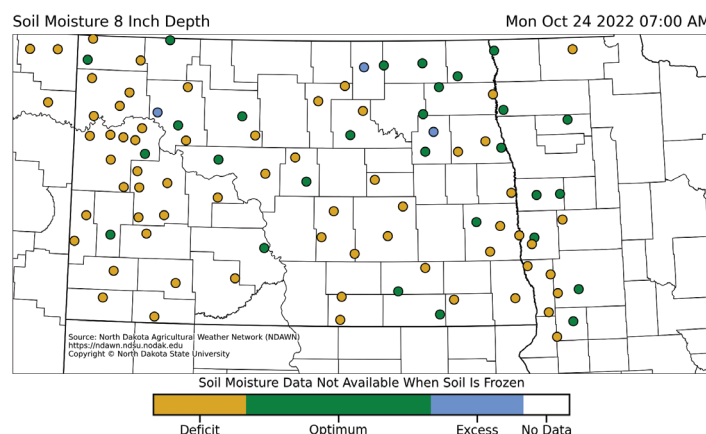 Soil Moisture 8 Inch Depth
Mon Oct 24 2022 07:00 AM
Source: North Dakota Agricultural Weather Network (NDAWN)
https://ndawn.ndsu.nodak.edu
Copyright © North Dakota State University
Soil Moisture Data Not Available When Soil Is Frozen
Deficit Optimum Excess No Data